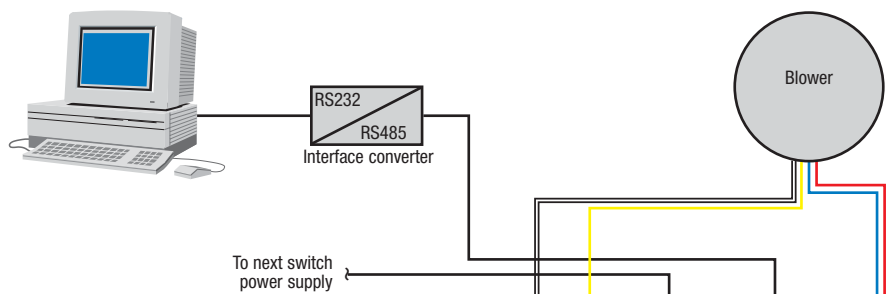 Blower
RS232
RS485
Interface converter
To next switch
power supply